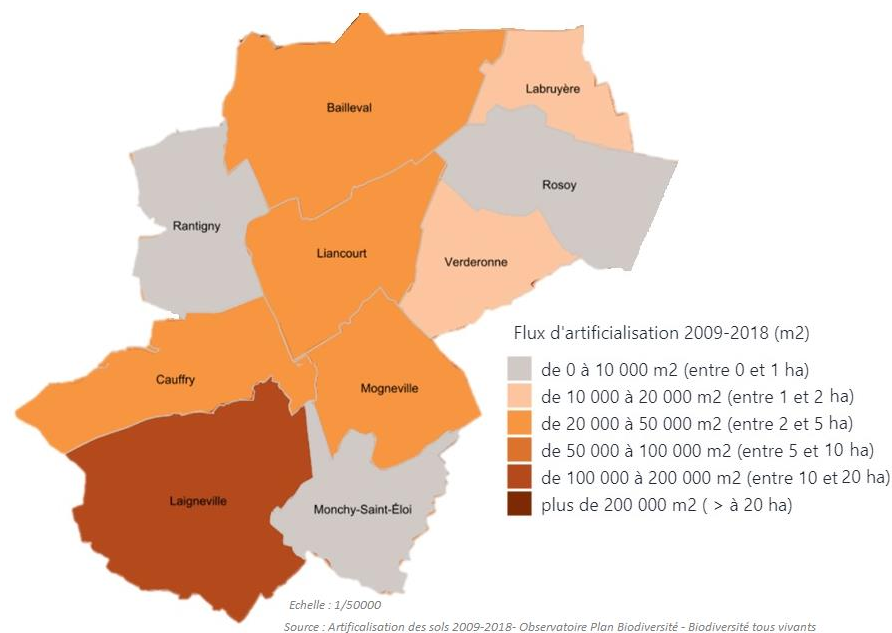 Labruyère
Bailleval
Rosoy
Rantigny
Liancourt
Verderonne
Flux d'artificialisation 2009-2018 (m2)
de 0 à 10 000 m2 (entre 0 et 1 ha)
Cauffry
Mogneville
de 10 000 à 20 000 m2 (entre 1 et 2 ha)
de 20 000 à 50 000 m2 (entre 2 et 5 ha)
de 50 000 à 100 000 m2 (entre 5 et 10 ha)
de 100 000 à 200 000 m2 (entre 10 et 20 ha)
Laigneville
Monchy-Saint-Éloi
plus de 200 000 m2 ( > à 20 ha)
Echelle : 1/50000
Source : Artificalisation des sols 2009-2018- Observatoire Plan Biodiversité - Biodiversité tous vivants